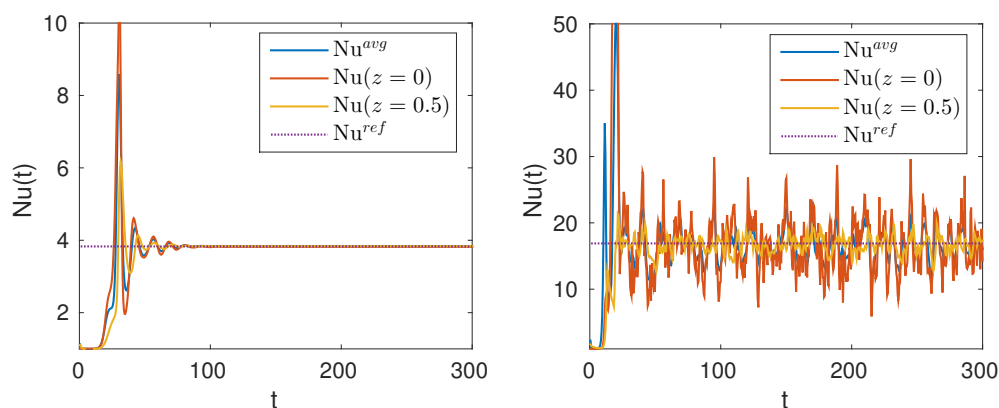 10
8
6
4
2
Nu(t)
0
100
200
300
t
Nu^{avg}
Nu(z = 0)
Nu(z = 0.5)
Nu^{ref}
50
40
30
20
10
Nu(t)
0
100
200
300
t
Nu^{avg}
Nu(z = 0)
Nu(z = 0.5)
Nu^{ref}